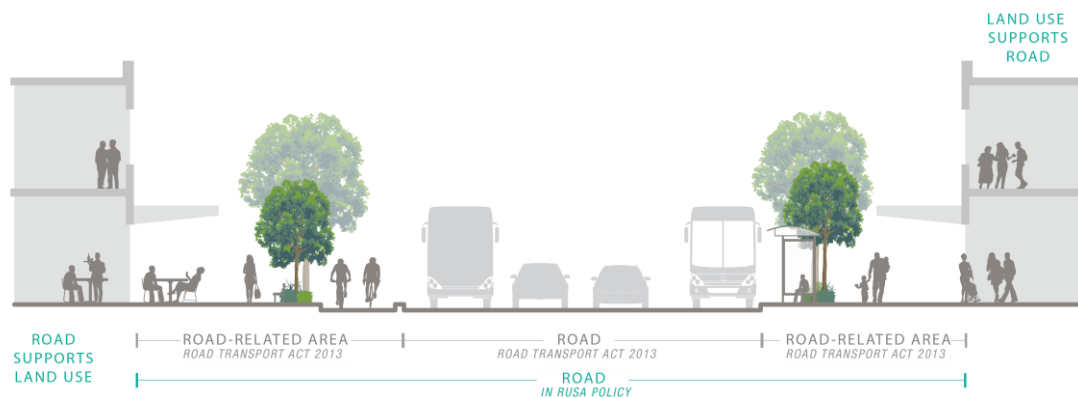 LAND USE
SUPPORTS
ROAD
ROAD
SUPPORTS
LAND USE
ROAD-RELATED AREA
ROAD TRANSPORT ACT 2013
ROAD
ROAD TRANSPORT ACT 2013
ROAD-RELATED AREA
ROAD TRANSPORT ACT 2013
ROAD
IN RUSA POLICY